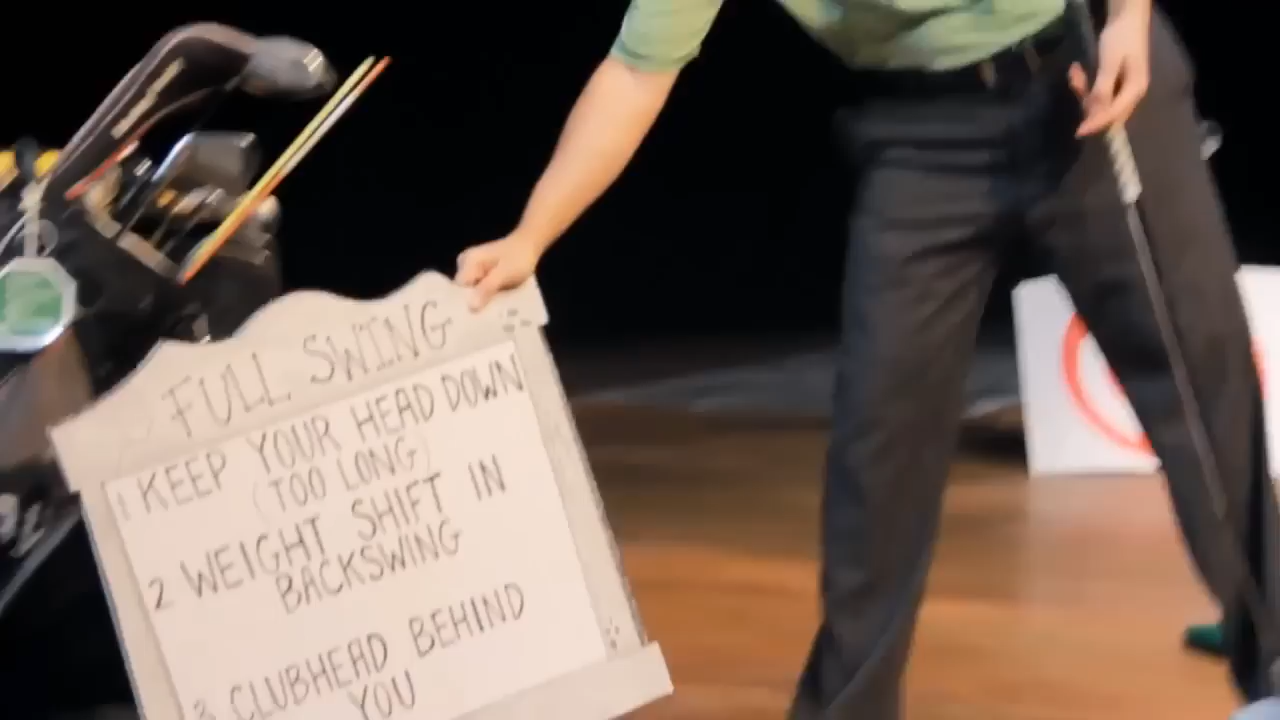 FULL SWING
1 KEEP YOUR HEAD DOWN
(TOO LONG)
2 WEIGHT SHIFT IN
BACKSWING
3 CLUBHEAD BEHIND
YOU